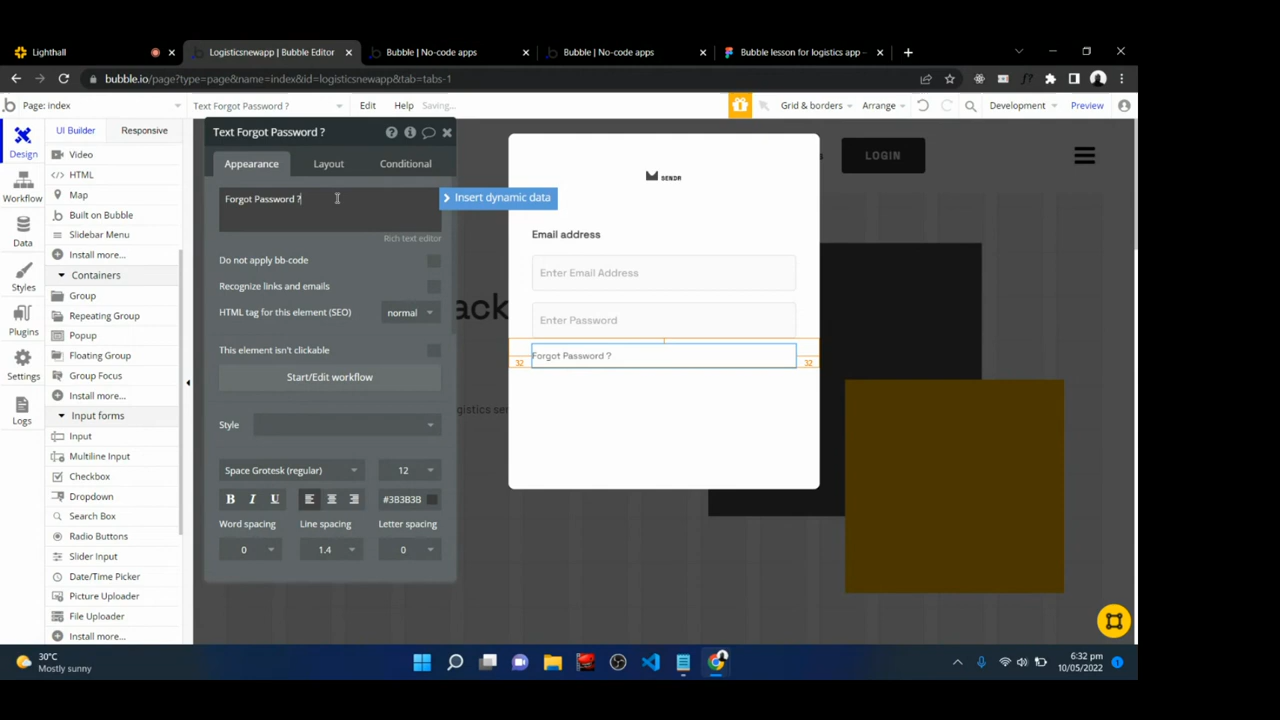 Lighthall
Logisticsnewapp | Bubble Editor
Bubble | No-code apps
Bubble | No-code apps
Bubble lesson for logistics app –
bubble.io/page?type=page&name=index&id=logisticsnewapp&tab=tabs-1
Page: index
Text Forgot Password ?
Edit
Help
Saving...
Grid & borders
Arrange
Development
Preview
Design
Workflow
Data
Styles
Plugins
Settings
Logs
UI Builder
Responsive
Video
</> HTML
Map
Built on Bubble
Slidebar Menu
Install more...
Containers
Group
Repeating Group
Popup
Floating Group
Group Focus
Install more...
Input forms
Input
Multiline Input
Checkbox
Dropdown
Search Box
Radio Buttons
Slider Input
Date/Time Picker
Picture Uploader
File Uploader
Install more...
Text Forgot Password ?
Appearance
Layout
Conditional
Forgot Password ?
Insert dynamic data
Rich text editor
Do not apply bb-code
Recognize links and emails
HTML tag for this element (SEO)
normal
This element isn't clickable
Start/Edit workflow
Style
Space Grotesk (regular)
12
B I U
#3B3B3B
Word spacing
Line spacing
Letter spacing
0
1.4
0
SENDR
Email address
Enter Email Address
Enter Password
Forgot Password ?
32
32
LOGIN
ack
gistics ser
30°C
Mostly sunny
6:32 pm
10/05/2022
1